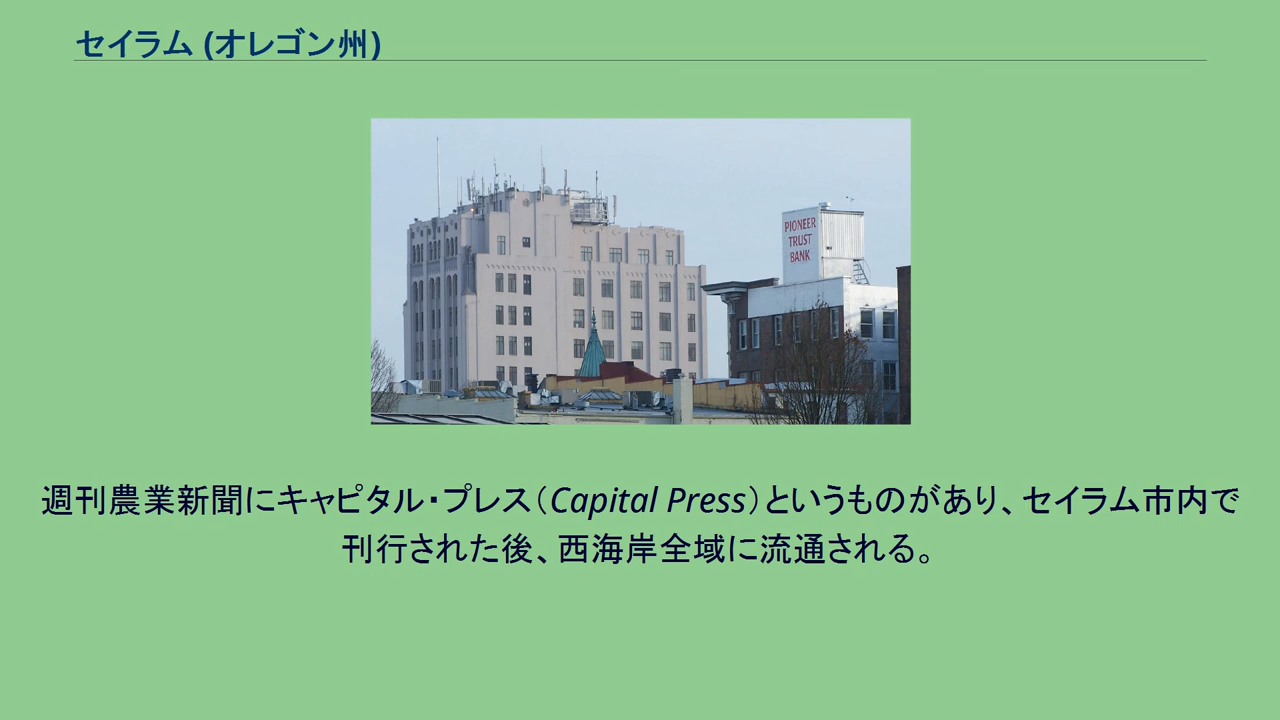 セイラム (オレゴン州)
PIONEER
TRUST
BANK
週刊農業新聞にキャピタル・プレス（Capital Press）というものがあり、セイラム市内で
刊行された後、西海岸全域に流通される。